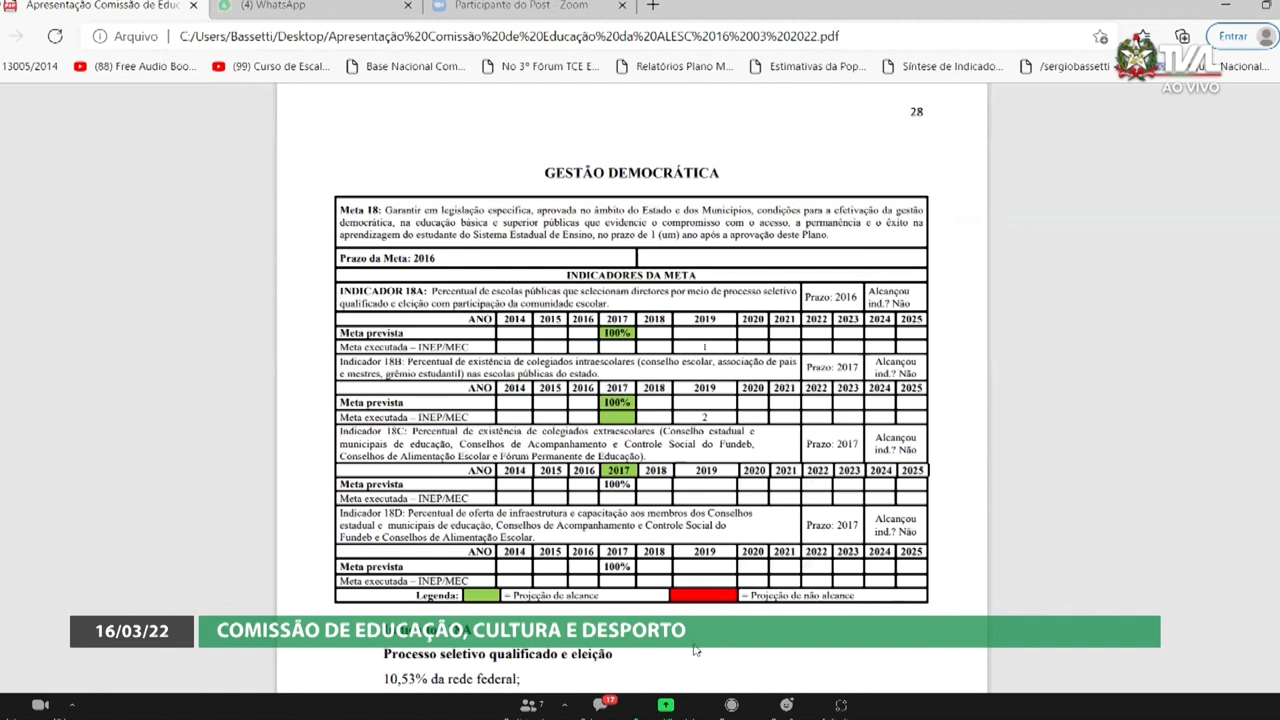 Apresentação Comissão de Educ
(4) WhatsApp
Participante do Post - Zoom
Arquivo
C:/Users/Bassetti/Desktop/Apresentação%20Comissão%20de%20Educação%20da%20ALESC%2016%2003%202022.pdf
Entrar
13005/2014
(88) Free Audio Boo...
(99) Curso de Escal...
Base Nacional Com...
No 3º Fórum TCE E...
Relatórios Plano M...
Estimativas da Pop...
Síntese de Indicado...
/sergiobassetti
Nacional...
TVAL
AO VIVO
28
GESTÃO DEMOCRÁTICA
Meta 18: Garantir em legislação específica, aprovada no âmbito do Estado e dos Municípios, condições para a efetivação da gestão
democrática, na educação básica e superior públicas que evidencie o compromisso com o acesso, a permanência e o êxito na
aprendizagem do estudante do Sistema Estadual de Ensino, no prazo de 1 (um) ano após a aprovação deste Plano.
Prazo da Meta: 2016
INDICADORES DA META
INDICADOR 18A: Percentual de escolas públicas que selecionam diretores por meio de processo seletivo
qualificado e eleição com participação da comunidade escolar.
Prazo: 2016
Alcançou
ind.? Não
ANO 2014 2015 2016 2017 2018 2019 2020 2021 2022 2023 2024 2025
Meta prevista 100%
Meta executada – INEP/MEC 1
Indicador 18B: Percentual de existência de colegiados intraescolares (conselho escolar, associação de pais
e mestres, grêmio estudantil) nas escolas públicas do estado.
Prazo: 2017
Alcançou
ind.? Não
ANO 2014 2015 2016 2017 2018 2019 2020 2021 2022 2023 2024 2025
Meta prevista 100%
Meta executada – INEP/MEC 2
Indicador 18C: Percentual de existência de colegiados extraescolares (Conselho estadual e
municipais de educação, Conselhos de Acompanhamento e Controle Social do Fundeb,
Conselhos de Alimentação Escolar e Fórum Permanente de Educação).
Prazo: 2017
Alcançou
ind.? Não
ANO 2014 2015 2016 2017 2018 2019 2020 2021 2022 2023 2024 2025
Meta prevista 100%
Meta executada – INEP/MEC
Indicador 18D: Percentual de oferta de infraestrutura e capacitação aos membros dos Conselhos
estadual e municipais de educação, Conselhos de Acompanhamento e Controle Social do
Fundeb e Conselhos de Alimentação Escolar.
Prazo: 2017
Alcançou
ind.? Não
ANO 2014 2015 2016 2017 2018 2019 2020 2021 2022 2023 2024 2025
Meta prevista 100%
Meta executada – INEP/MEC
Legenda: = Projeção de alcance = Projeção de não alcance
16/03/22 COMISSÃO DE EDUCAÇÃO, CULTURA E DESPORTO
Processo seletivo qualificado e eleição
10,53% da rede federal;
7
17